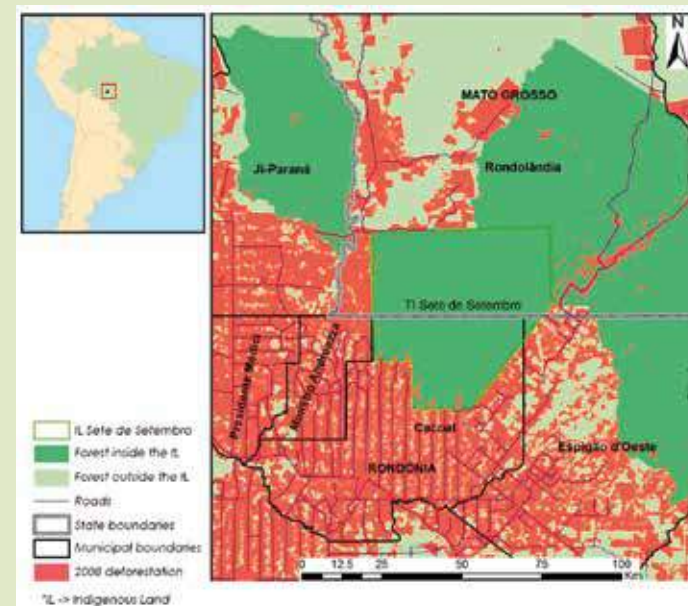 N
MATO GROSSO
Ji-Paraná
Rondolândia
TI Sete de Setembro
Presidente Médici
Ministro Andreazza
Cacoal
Espigão d'Oeste
RONDÔNIA
IL Sete de Setembro
Forest inside the IL
Forest outside the IL
Roads
State boundaries
Municipal boundaries
2008 deforestation
*IL -> Indigenous Land
0 12.5 25 50 75 100
Km